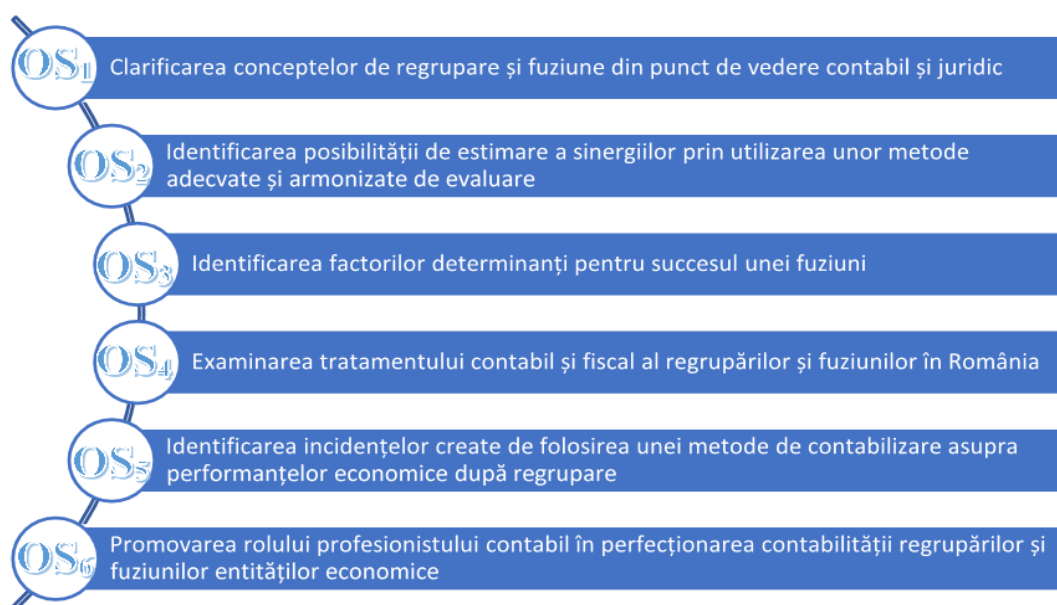 OS₁ Clarificarea conceptelor de regrupare și fuziune din punct de vedere contabil și juridic
OS₂ Identificarea posibilității de estimare a sinergiilor prin utilizarea unor metode
adecvate și armonizate de evaluare
OS₃ Identificarea factorilor determinanți pentru succesul unei fuziuni
OS₄ Examinarea tratamentului contabil și fiscal al regrupărilor și fuziunilor în România
OS₅ Identificarea incidențelor create de folosirea unei metode de contabilizare asupra
performanțelor economice după regrupare
OS₆ Promovarea rolului profesionistului contabil în perfecționarea contabilității regrupărilor și
fuziunilor entităților economice